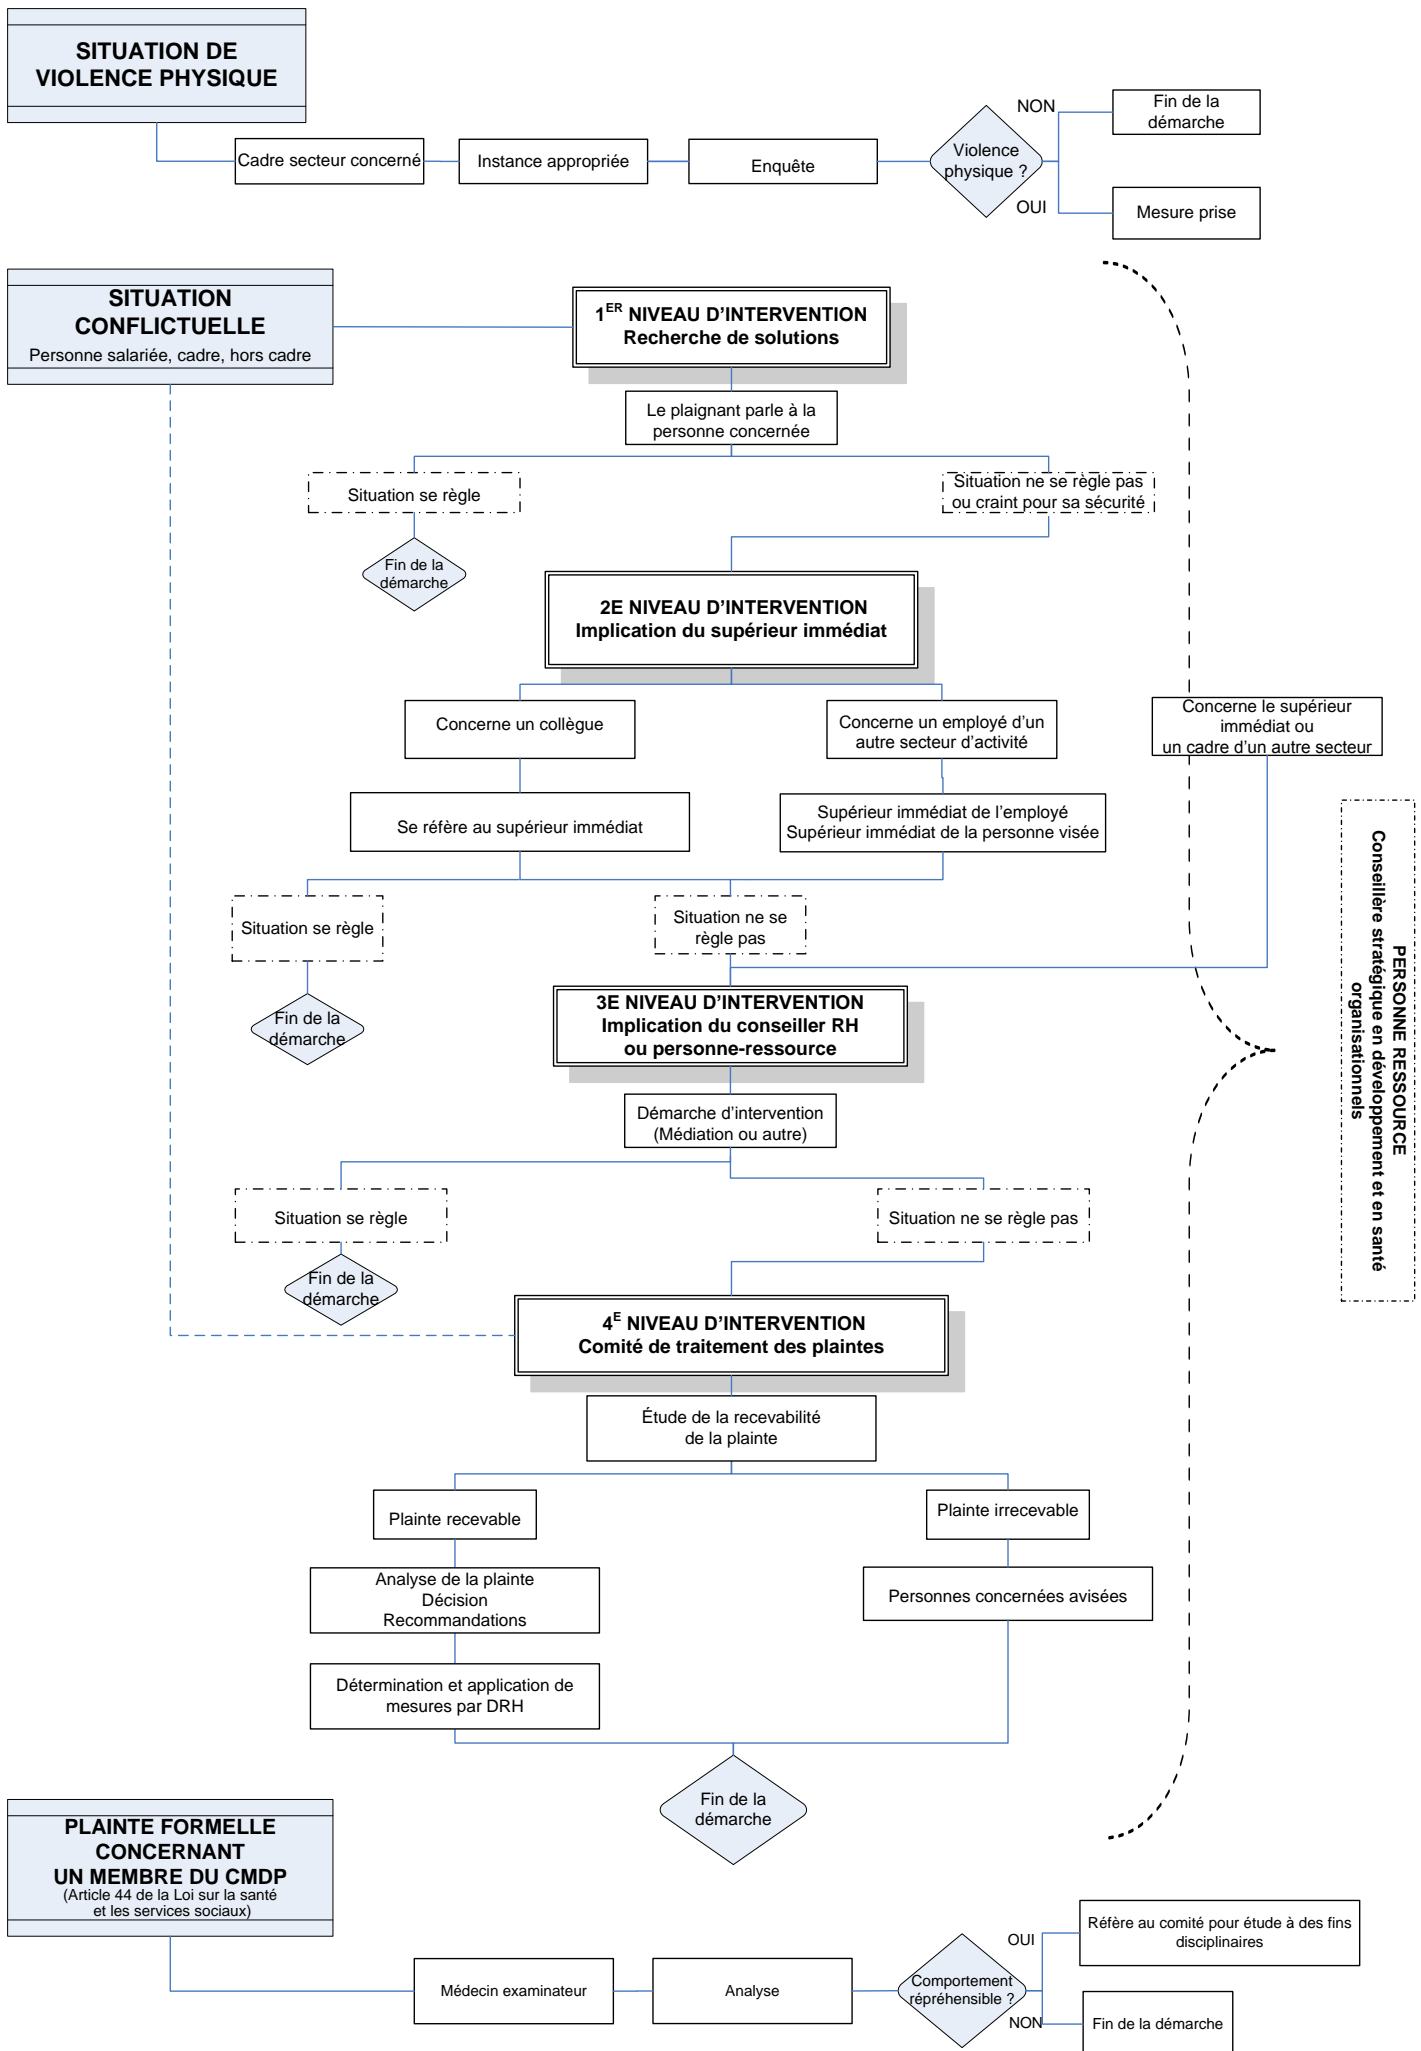 SITUATION DE
VIOLENCE PHYSIQUE
Cadre secteur concerné
Instance appropriée
Enquête
Violence
physique ?
NON
Fin de la
démarche
OUI
Mesure prise
SITUATION
CONFLICTUELLE
Personne salariée, cadre, hors cadre
1ER NIVEAU D'INTERVENTION
Recherche de solutions
Le plaignant parle à la
personne concernée
Situation se règle
Situation ne se règle pas
ou craint pour sa sécurité
Fin de la
démarche
2E NIVEAU D'INTERVENTION
Implication du supérieur immédiat
Concerne un collègue
Concerne un employé d'un
autre secteur d'activité
Concerne le supérieur
immédiat ou
un cadre d'un autre secteur
Se réfère au supérieur immédiat
Supérieur immédiat de l'employé
Supérieur immédiat de la personne visée
Situation se règle
Situation ne se
règle pas
Fin de la
démarche
3E NIVEAU D'INTERVENTION
Implication du conseiller RH
ou personne-ressource
PERSONNE RESSOURCE
Conseillère stratégique en développement et en santé
organisationnels
Démarche d'intervention
(Médiation ou autre)
Situation se règle
Situation ne se règle pas
Fin de la
démarche
4E NIVEAU D'INTERVENTION
Comité de traitement des plaintes
Étude de la recevabilité
de la plainte
Plainte recevable
Plainte irrecevable
Analyse de la plainte
Décision
Recommandations
Personnes concernées avisées
Détermination et application de
mesures par DRH
Fin de la
démarche
PLAINTE FORMELLE
CONCERNANT
UN MEMBRE DU CMDP
(Article 44 de la Loi sur la santé
et les services sociaux)
Médecin examinateur
Analyse
Comportement
répréhensible ?
OUI
Réfère au comité pour étude à des fins
disciplinaires
NON
Fin de la démarche